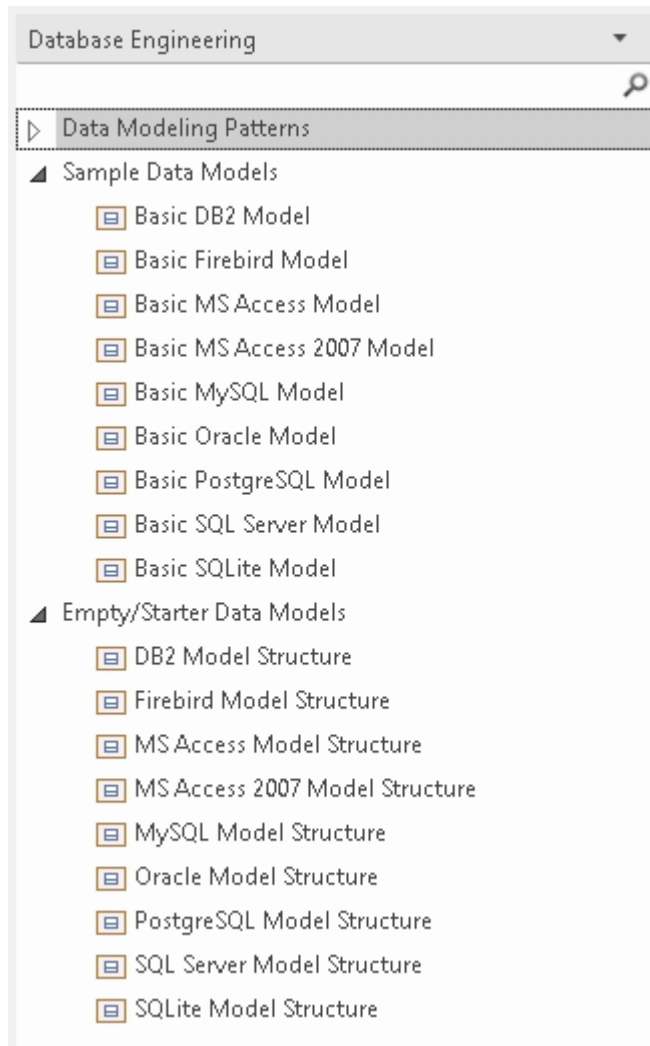 Database Engineering
Data Modeling Patterns
Sample Data Models
Basic DB2 Model
Basic Firebird Model
Basic MS Access Model
Basic MS Access 2007 Model
Basic MySQL Model
Basic Oracle Model
Basic PostgreSQL Model
Basic SQL Server Model
Basic SQLite Model
Empty/Starter Data Models
DB2 Model Structure
Firebird Model Structure
MS Access Model Structure
MS Access 2007 Model Structure
MySQL Model Structure
Oracle Model Structure
PostgreSQL Model Structure
SQL Server Model Structure
SQLite Model Structure